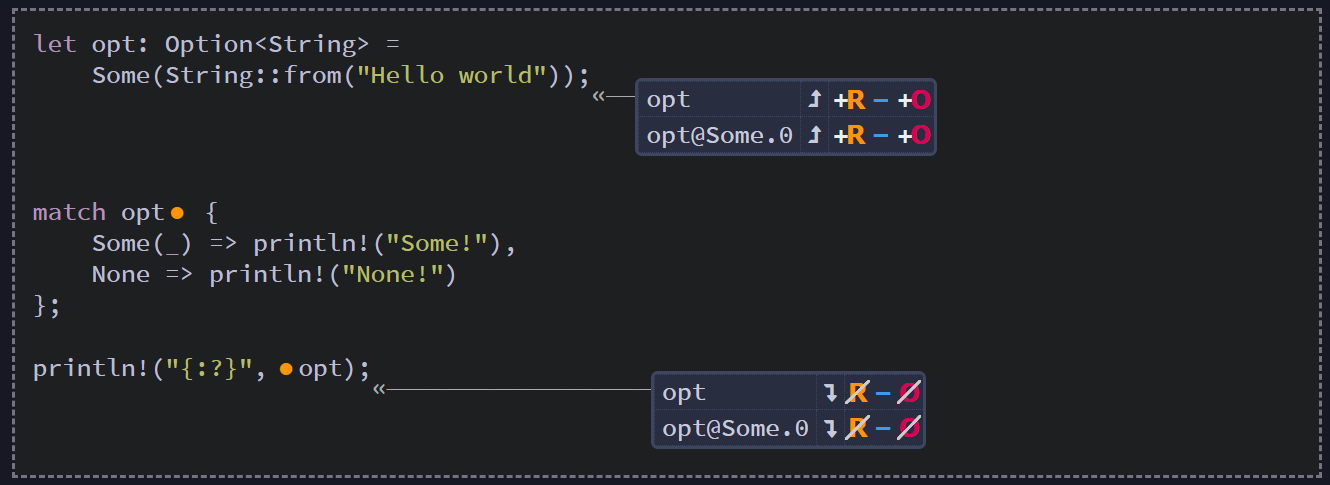 let opt: Option<String> =
    Some(String::from("Hello world"));
« opt ⮥ +R - +O
opt@Some.0 ⮥ +R - +O
match opt● {
    Some(_) => println!("Some!"),
    None => println!("None!")
};
println!("{:?}", ●opt);
« opt ↴ R - O
opt@Some.0 ↴ R - O